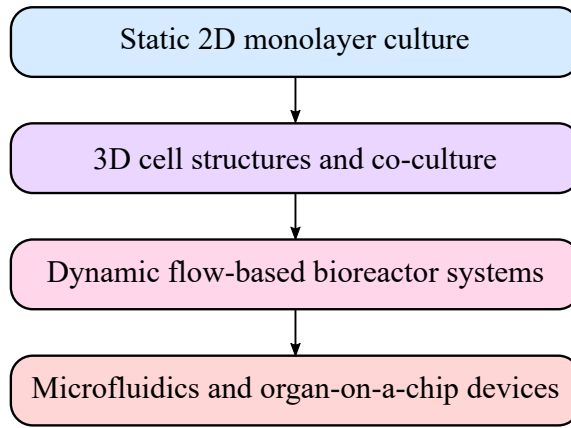 Static 2D monolayer culture
3D cell structures and co-culture
Dynamic flow-based bioreactor systems
Microfluidics and organ-on-a-chip devices